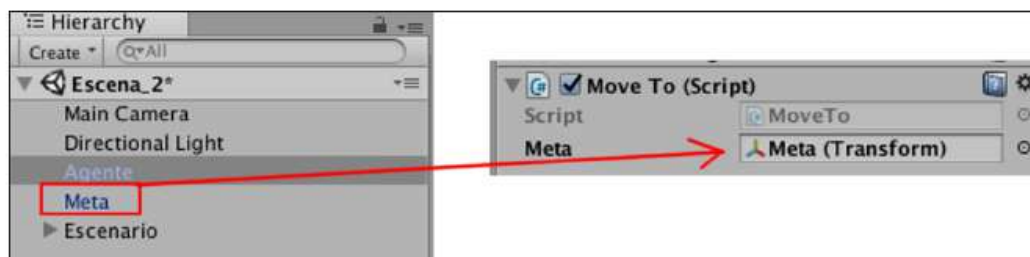 Hierarchy
Create
All
Escena_2*
Main Camera
Directional Light
Agente
Meta
Escenario
Move To (Script)
Script MoveTo
Meta Meta (Transform)